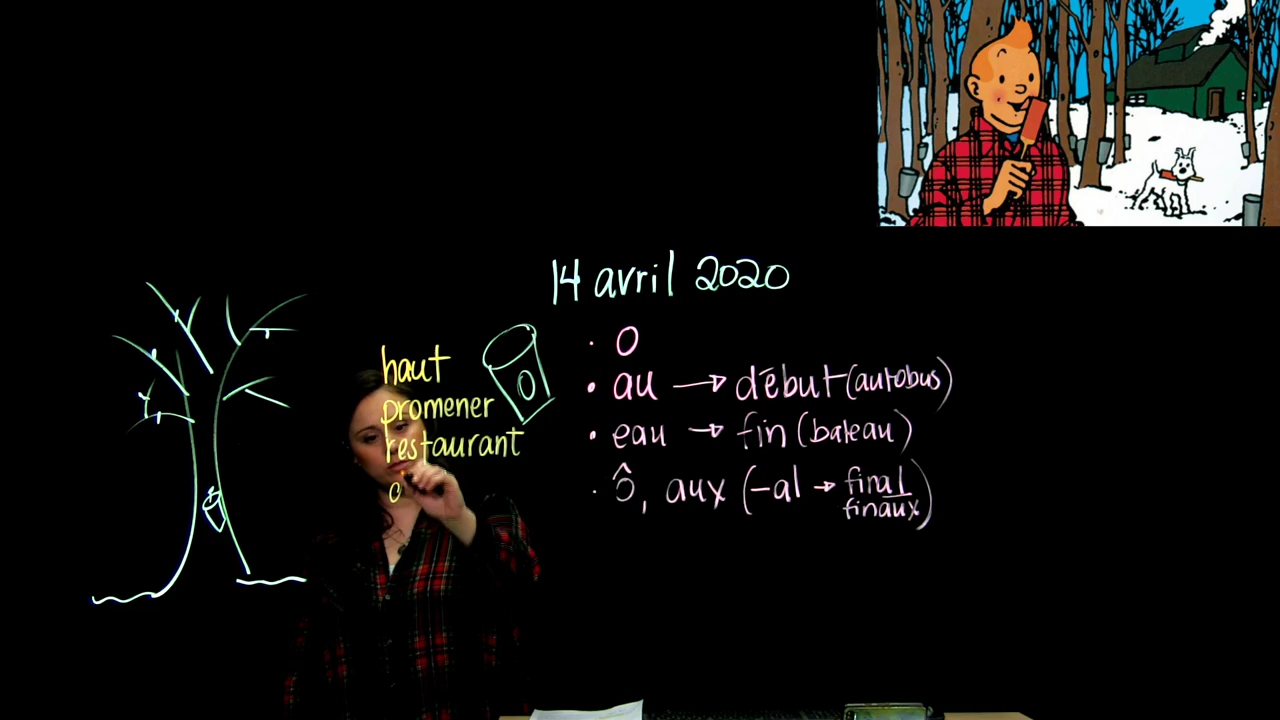 14 avril 2020
haut
promener
restaurant
o
O
· O
· au → début (autobus)
· eau → fin (bateau)
· ô, aux (-al → final
finaux)